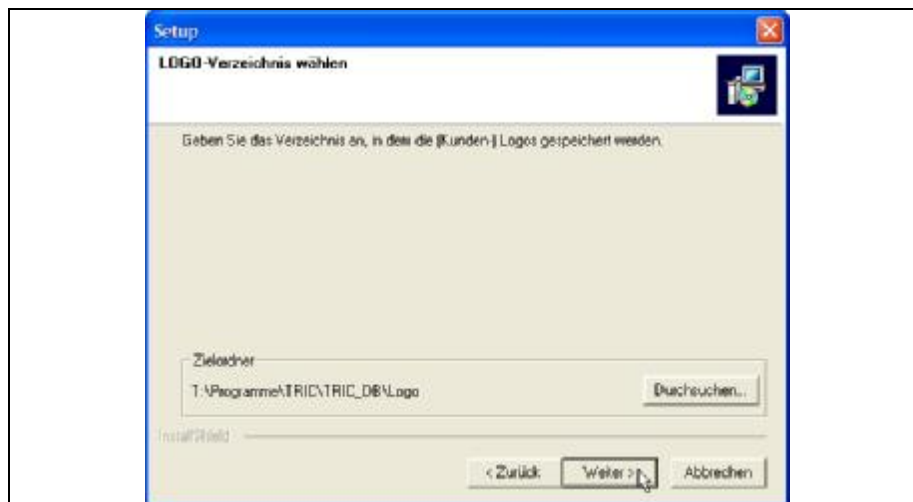 Setup
LOGO-Verzeichnis wählen
Geben Sie das Verzeichnis an, in dem die (Kunden-) Logos gespeichert werden.
Zielordner
T:\Programme\TRIC\TRIC_DB\Logo
Durchsuchen...
InstallShield
< Zurück
Weiter >
Abbrechen